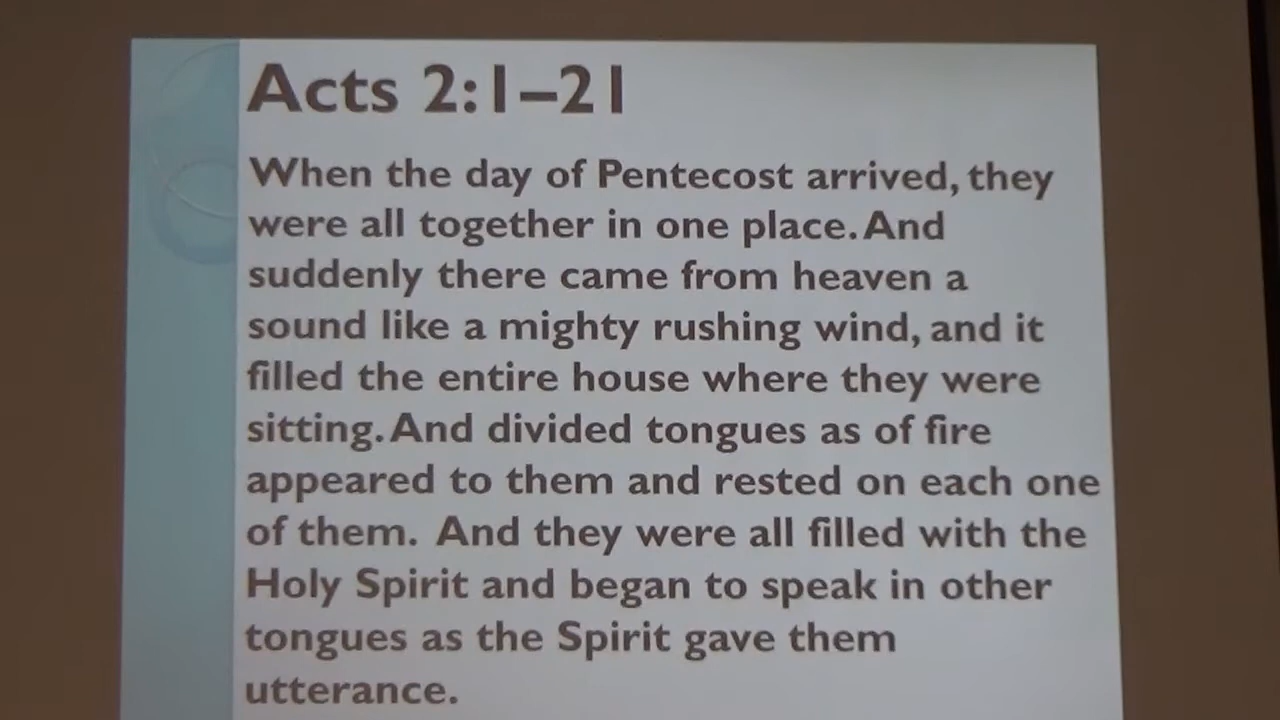 Acts 2:1–21
When the day of Pentecost arrived, they
were all together in one place. And
suddenly there came from heaven a
sound like a mighty rushing wind, and it
filled the entire house where they were
sitting. And divided tongues as of fire
appeared to them and rested on each one
of them. And they were all filled with the
Holy Spirit and began to speak in other
tongues as the Spirit gave them
utterance.